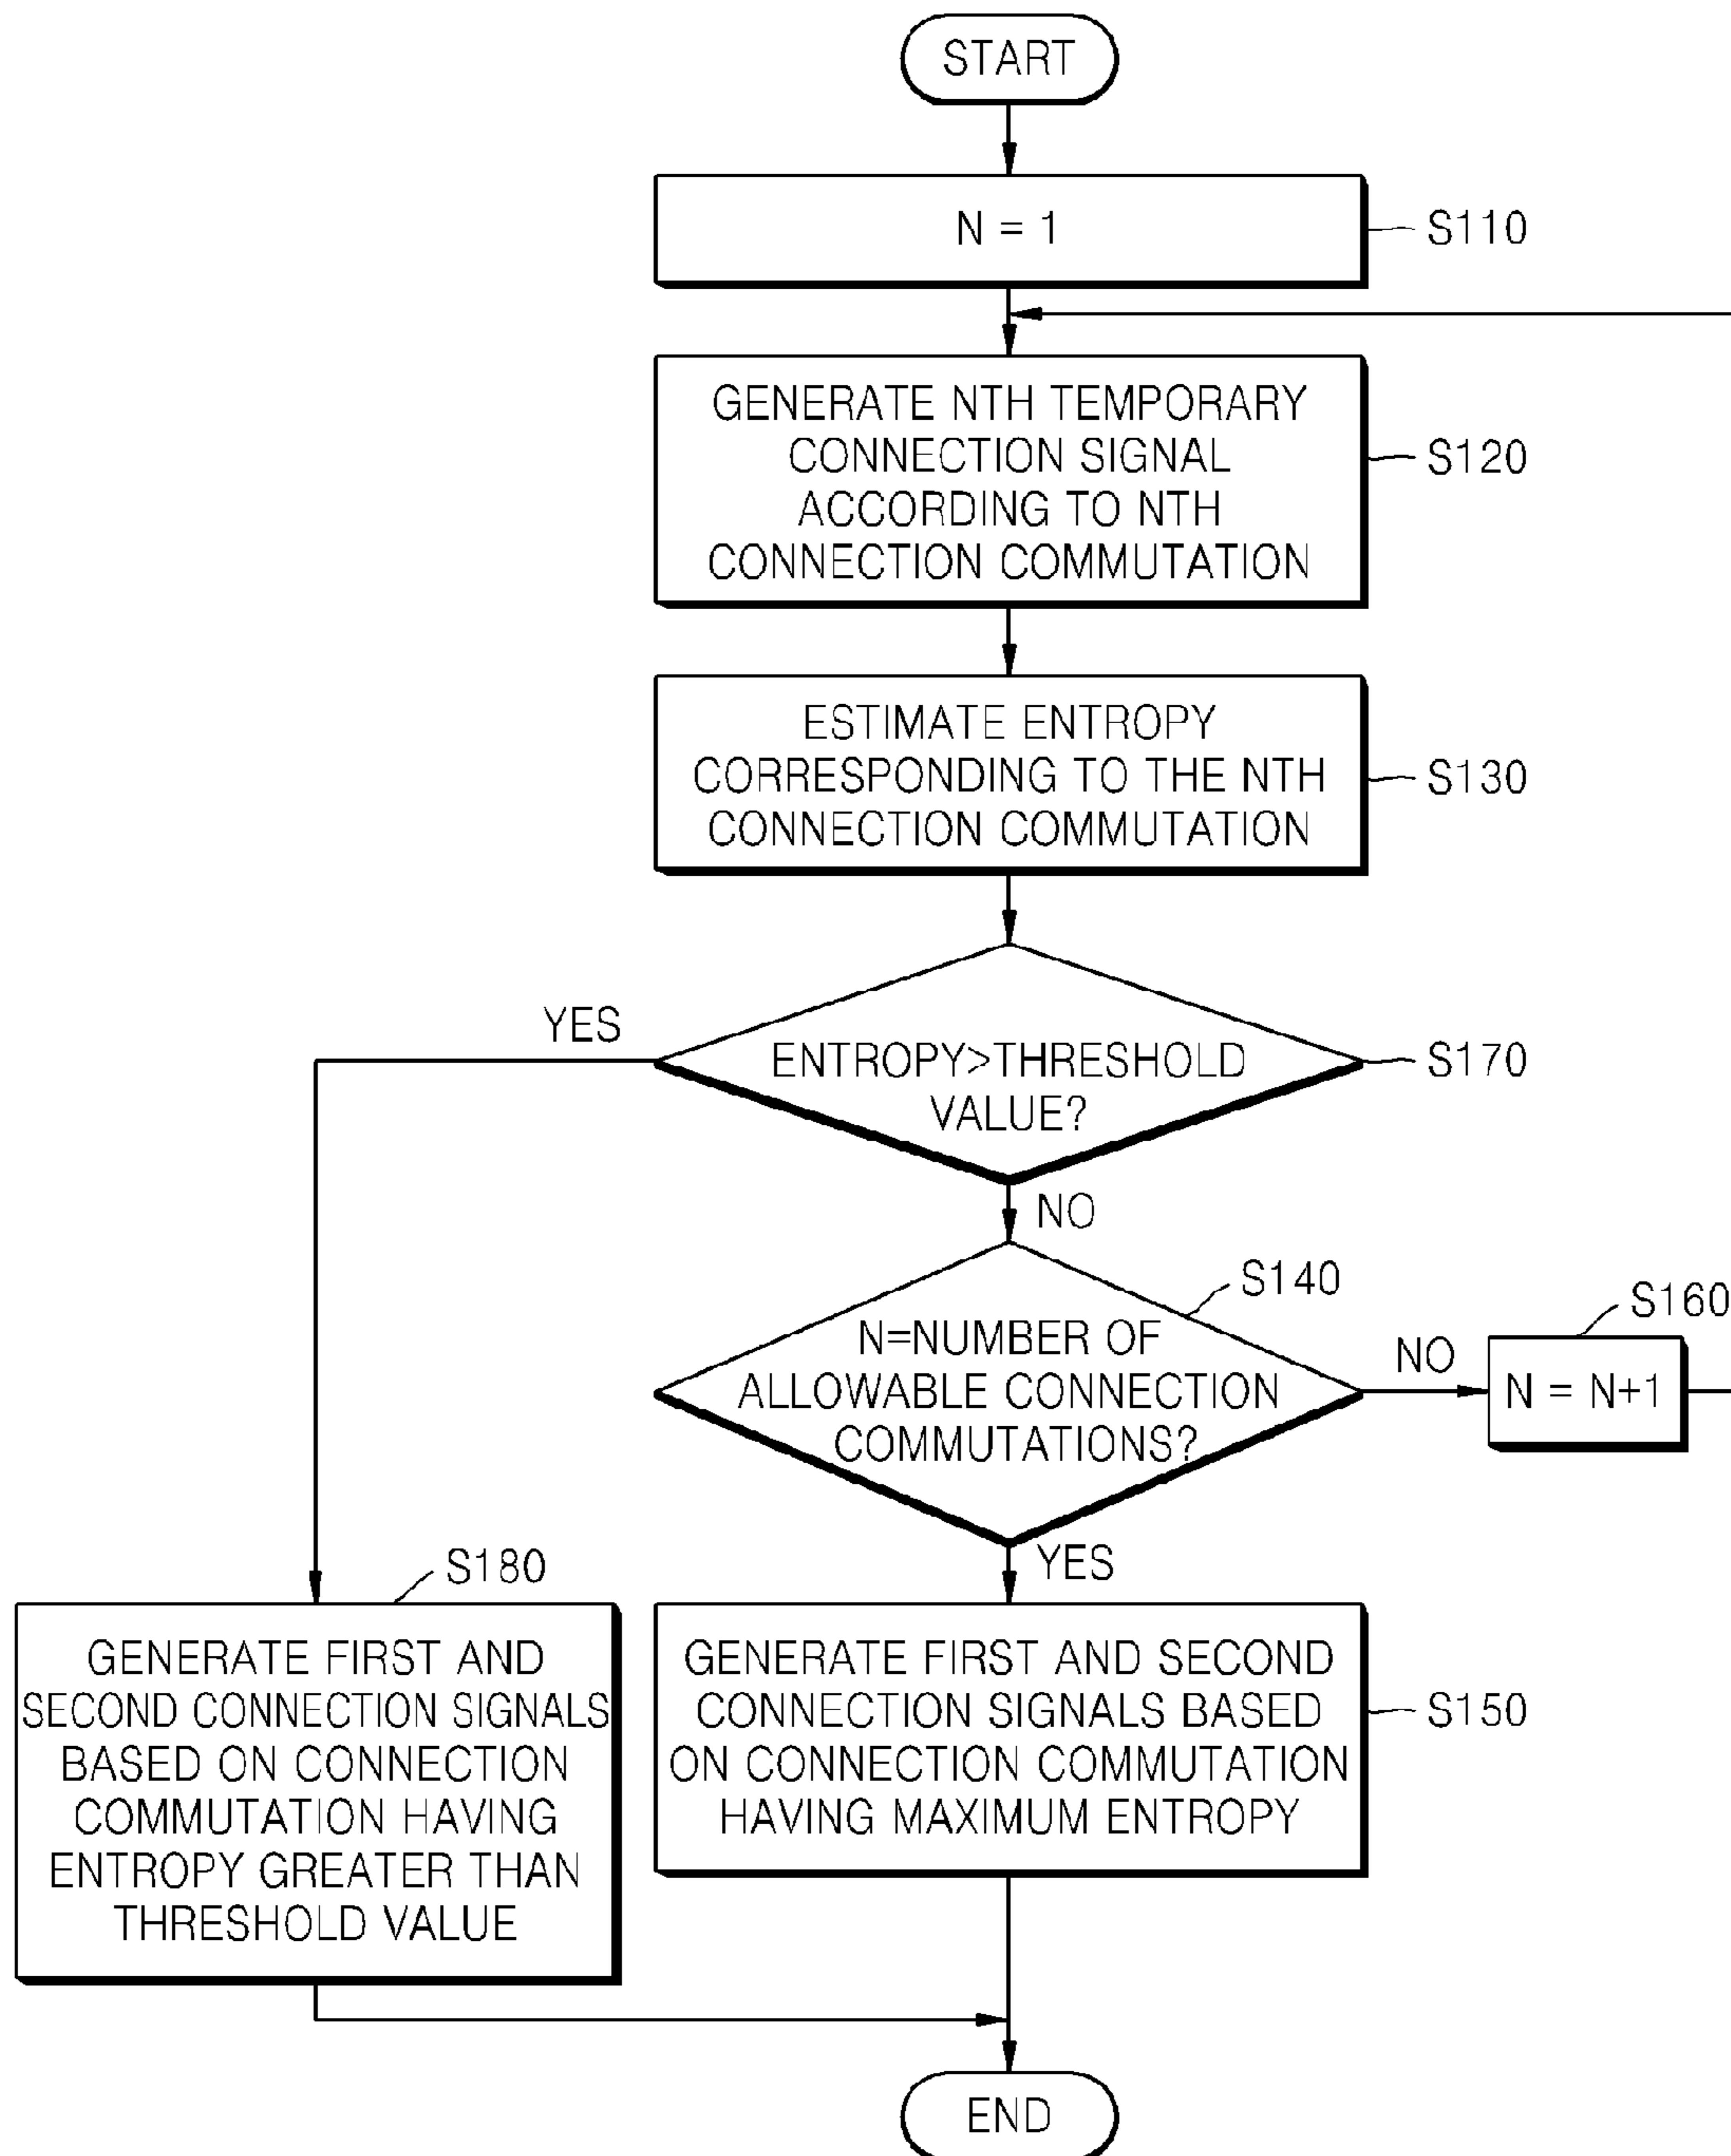 START
N = 1
S110
GENERATE NTH TEMPORARY
CONNECTION SIGNAL
ACCORDING TO NTH
CONNECTION COMMUTATION
S120
ESTIMATE ENTROPY
CORRESPONDING TO THE NTH
CONNECTION COMMUTATION
S130
YES
ENTROPY>THRESHOLD
VALUE?
S170
NO
S140
N=NUMBER OF
ALLOWABLE CONNECTION
COMMUTATIONS?
NO
S160
N = N+1
YES
S180
GENERATE FIRST AND
SECOND CONNECTION SIGNALS
BASED ON CONNECTION
COMMUTATION HAVING
ENTROPY GREATER THAN
THRESHOLD VALUE
GENERATE FIRST AND SECOND
CONNECTION SIGNALS BASED
ON CONNECTION COMMUTATION
HAVING MAXIMUM ENTROPY
S150
END